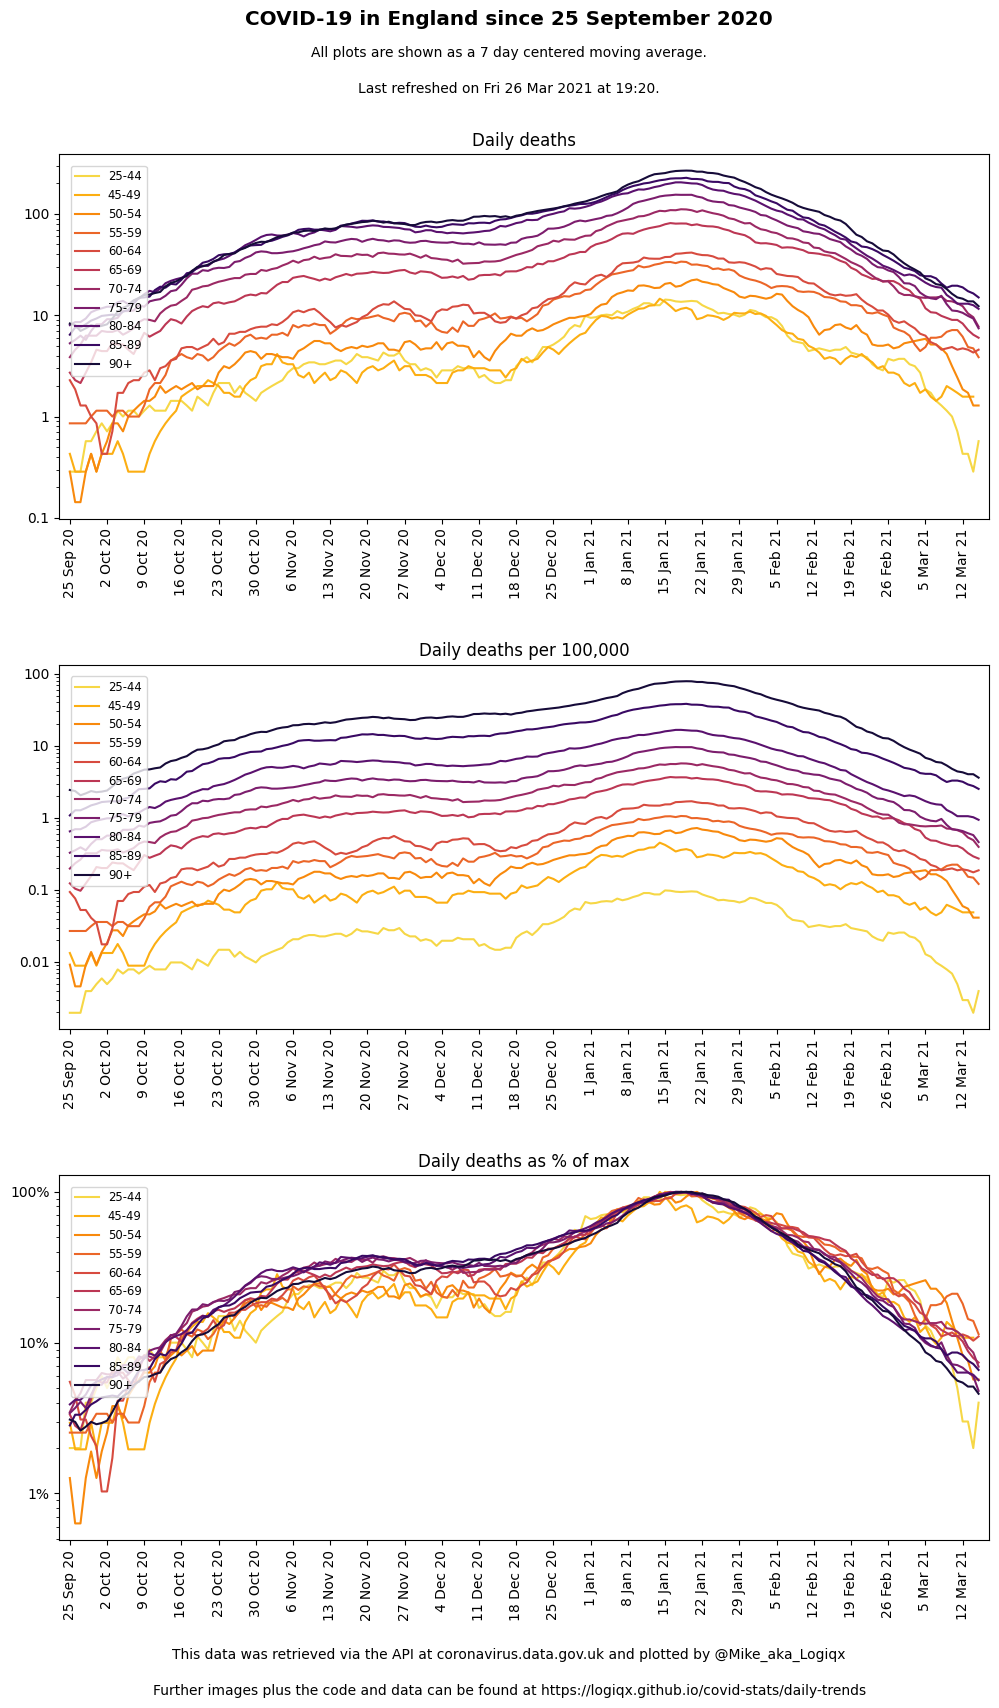 COVID-19 in England since 25 September 2020
All plots are shown as a 7 day centered moving average.
Last refreshed on Fri 26 Mar 2021 at 19:20.
Daily deaths
25-44
45-49
50-54
55-59
60-64
65-69
70-74
75-79
80-84
85-89
90+
100
10
1
0.1
25 Sep 20
2 Oct 20
9 Oct 20
16 Oct 20
23 Oct 20
30 Oct 20
6 Nov 20
13 Nov 20
20 Nov 20
27 Nov 20
4 Dec 20
11 Dec 20
18 Dec 20
25 Dec 20
1 Jan 21
8 Jan 21
15 Jan 21
22 Jan 21
29 Jan 21
5 Feb 21
12 Feb 21
19 Feb 21
26 Feb 21
5 Mar 21
12 Mar 21
Daily deaths per 100,000
25-44
45-49
50-54
55-59
60-64
65-69
70-74
75-79
80-84
85-89
90+
100
10
1
0.1
0.01
25 Sep 20
2 Oct 20
9 Oct 20
16 Oct 20
23 Oct 20
30 Oct 20
6 Nov 20
13 Nov 20
20 Nov 20
27 Nov 20
4 Dec 20
11 Dec 20
18 Dec 20
25 Dec 20
1 Jan 21
8 Jan 21
15 Jan 21
22 Jan 21
29 Jan 21
5 Feb 21
12 Feb 21
19 Feb 21
26 Feb 21
5 Mar 21
12 Mar 21
Daily deaths as % of max
25-44
45-49
50-54
55-59
60-64
65-69
70-74
75-79
80-84
85-89
90+
100%
10%
1%
25 Sep 20
2 Oct 20
9 Oct 20
16 Oct 20
23 Oct 20
30 Oct 20
6 Nov 20
13 Nov 20
20 Nov 20
27 Nov 20
4 Dec 20
11 Dec 20
18 Dec 20
25 Dec 20
1 Jan 21
8 Jan 21
15 Jan 21
22 Jan 21
29 Jan 21
5 Feb 21
12 Feb 21
19 Feb 21
26 Feb 21
5 Mar 21
12 Mar 21
This data was retrieved via the API at coronavirus.data.gov.uk and plotted by @Mike_aka_Logiqx
Further images plus the code and data can be found at https://logiqx.github.io/covid-stats/daily-trends